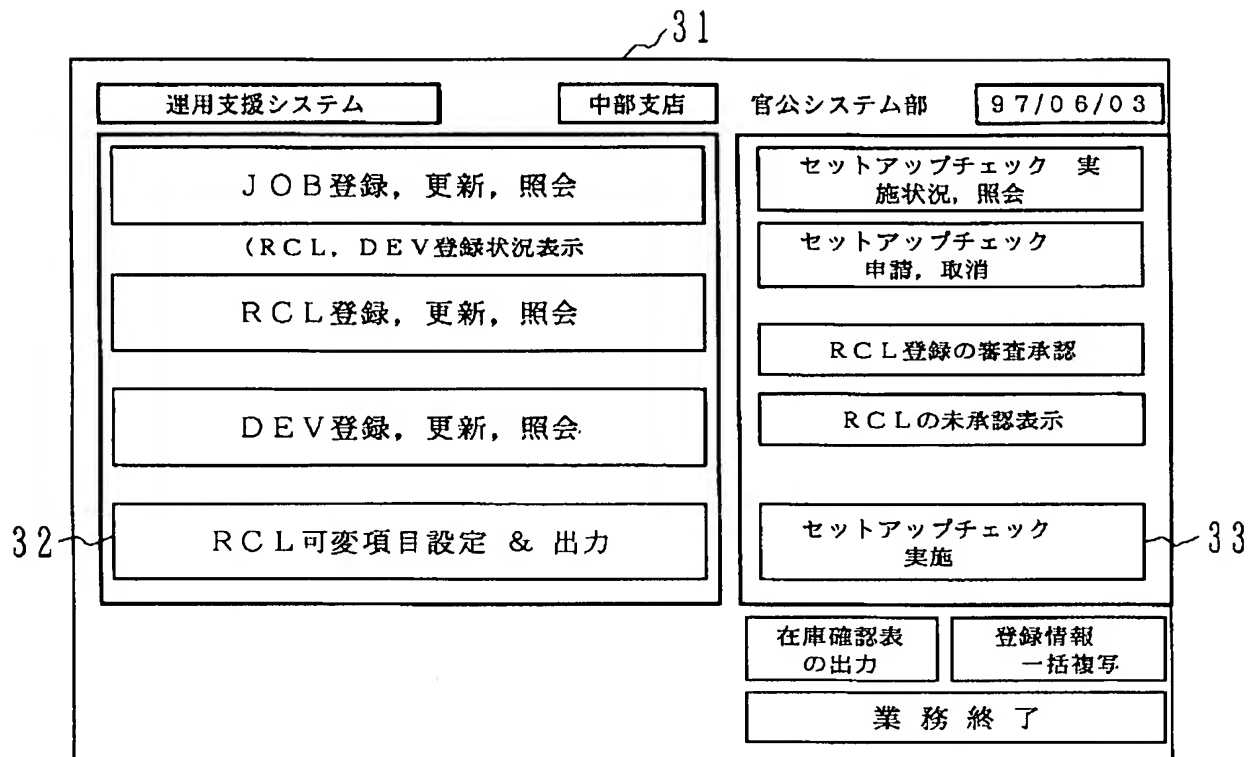 31
運用支援システム
中部支店
官公システム部
97/06/03
JOB登録，更新，照会
(RCL，DEV登録状況表示
RCL登録，更新，照会
DEV登録，更新，照会
32
RCL可変項目設定 & 出力
セットアップチェック 実
施状況，照会
セットアップチェック
申請，取消
RCL登録の審査承認
RCLの未承認表示
セットアップチェック
実施
33
在庫確認表
の出力
登録情報
一括複写
業務終了